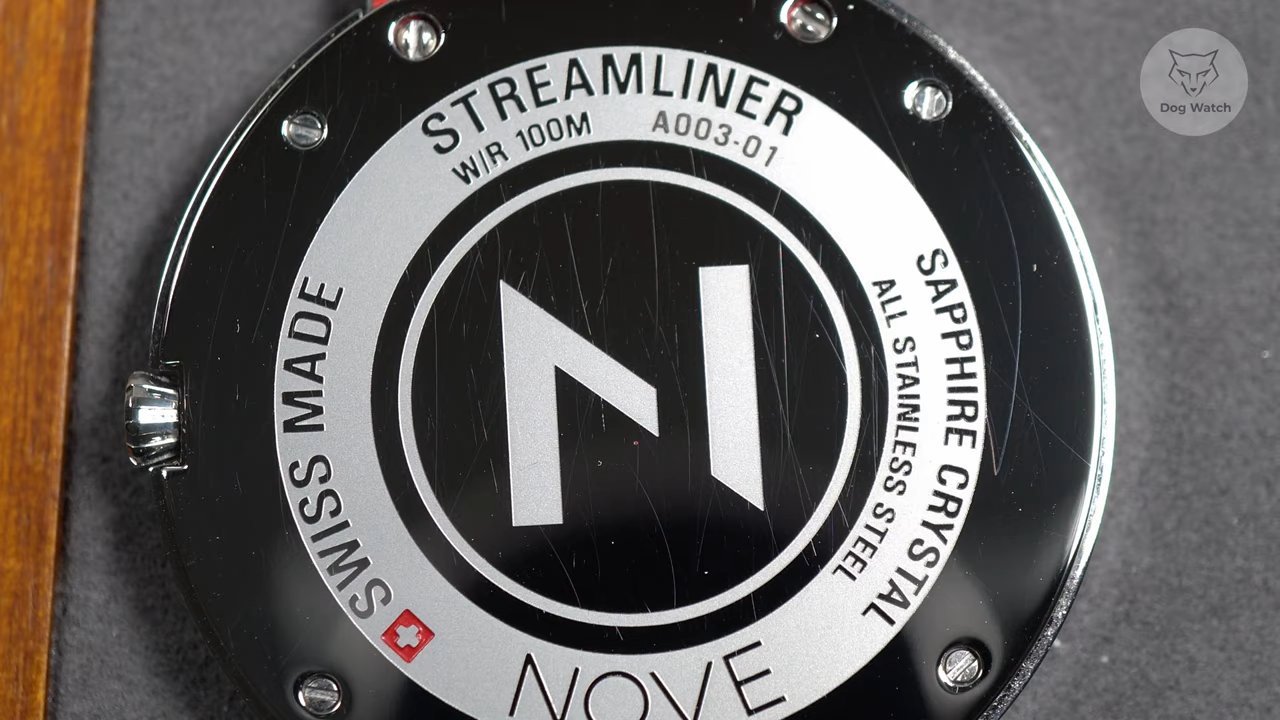 STREAMLINER
W/R 100M A003-01
SAPPHIRE CRYSTAL
ALL STAINLESS STEEL
SWISS MADE
NOVE
Dog Watch